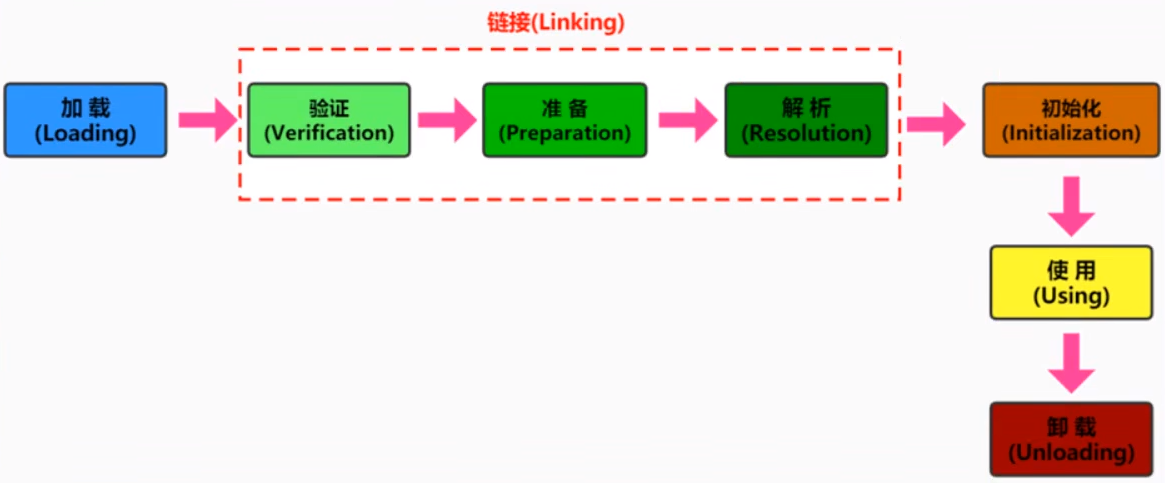 链接(Linking)
加 载
(Loading)
验证
(Verification)
准 备
(Preparation)
解 析
(Resolution)
初始化
(Initialization)
使 用
(Using)
卸 载
(Unloading)